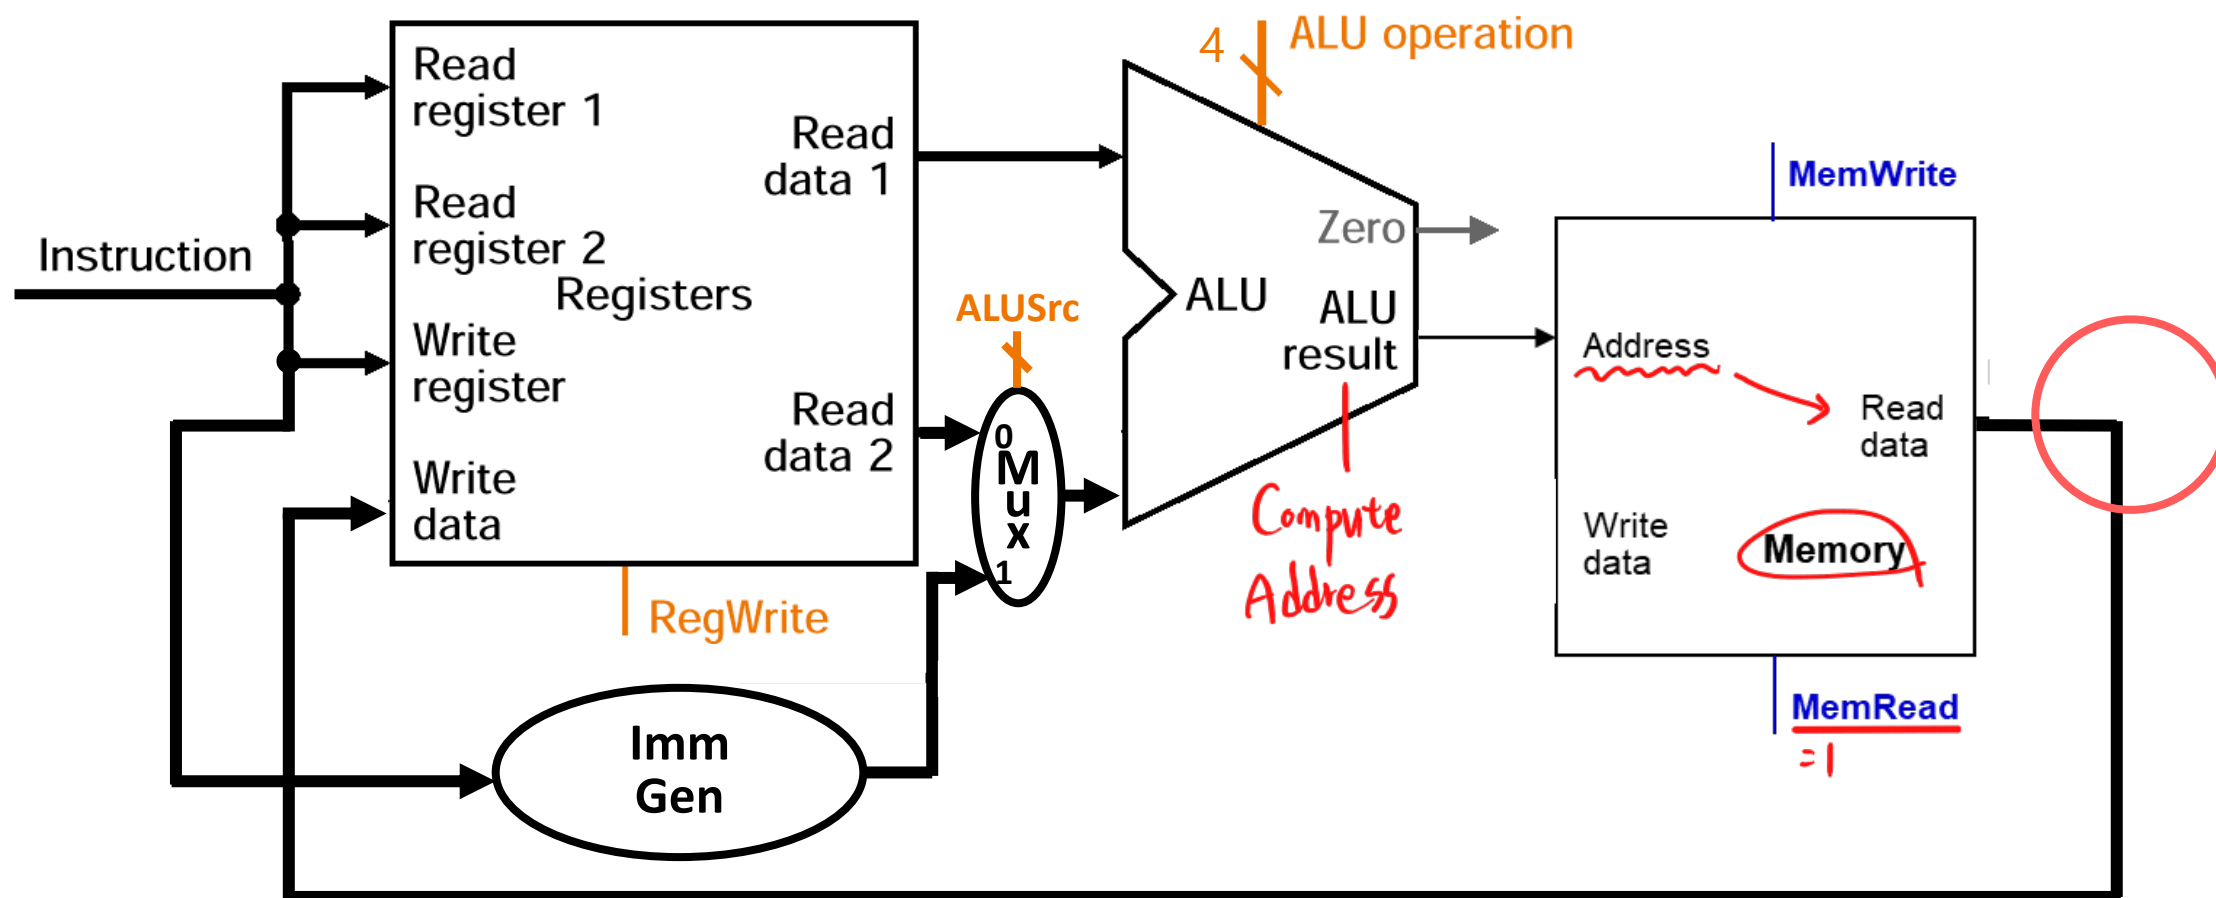 Instruction
Read
register 1
Read
register 2
Registers
Write
register
Write
data
Read
data 1
Read
data 2
RegWrite
Imm
Gen
ALUSrc
0
M
u
x
1
4
ALU operation
Zero
ALU
ALU
result
Compute
Address
MemWrite
Address
Read
data
Write
data
Memory
MemRead
=1